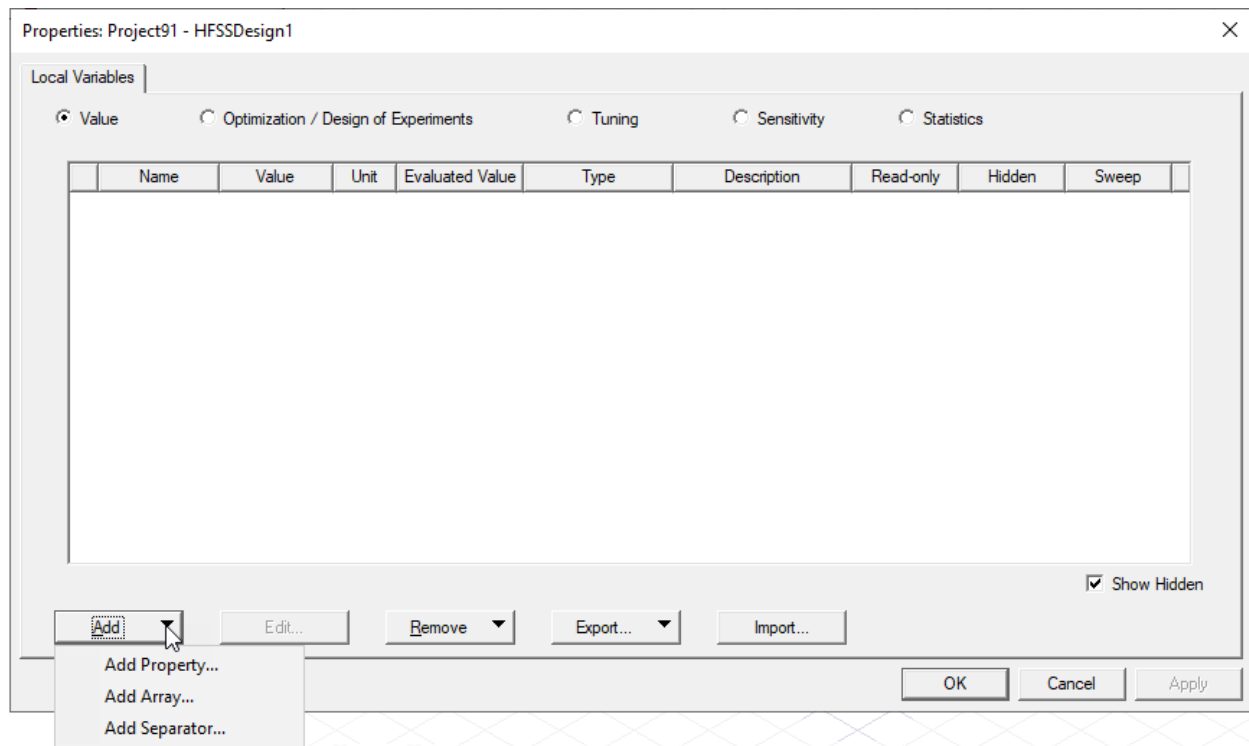 Properties: Project91 - HFSSDesign1
Local Variables
Value Optimization / Design of Experiments Tuning Sensitivity Statistics
Name Value Unit Evaluated Value Type Description Read-only Hidden Sweep
Show Hidden
Add Edit... Remove Export... Import...
Add Property...
OK Cancel Apply
Add Array...
Add Separator...